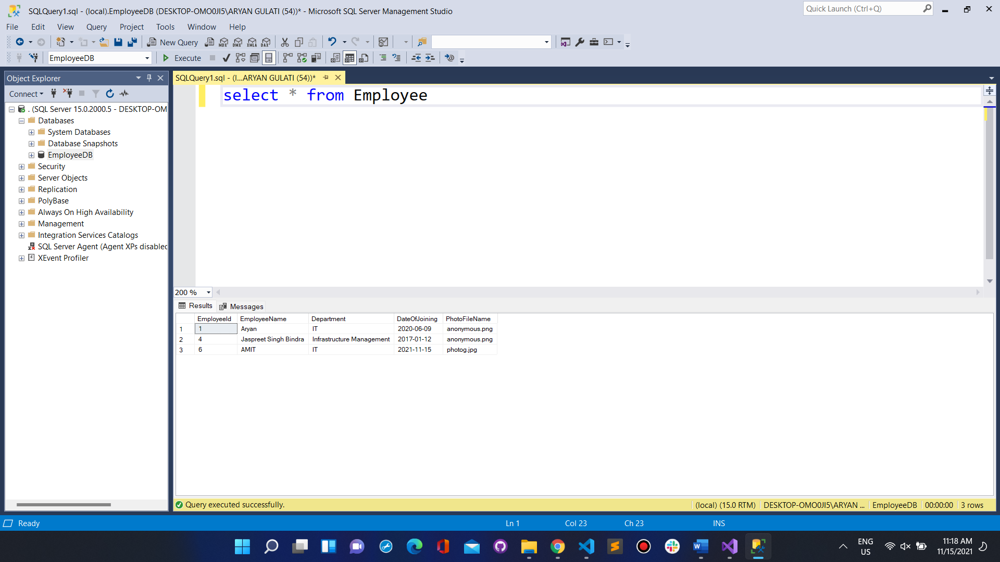 SQLQuery1.sql - (local).EmployeeDB (DESKTOP-OMO0JI5\ARYAN GULATI (54))* - Microsoft SQL Server Management Studio
Quick Launch (Ctrl+Q)
File Edit View Query Project Tools Window Help
New Query
MDX DMX XMLA DAX
EmployeeDB
Execute
Object Explorer
SQLQuery1.sql - (l...ARYAN GULATI (54))*
Connect
select * from Employee
. (SQL Server 15.0.2000.5 - DESKTOP-OM
Databases
System Databases
Database Snapshots
EmployeeDB
Security
Server Objects
Replication
PolyBase
Always On High Availability
Management
Integration Services Catalogs
SQL Server Agent (Agent XPs disabled
XEvent Profiler
200 %
Results Messages
EmployeeId EmployeeName Department DateOfJoining PhotoFileName
1 1 Aryan IT 2020-06-09 anonymous.png
2 4 Jaspreet Singh Bindra Infrastructure Management 2017-01-12 anonymous.png
3 6 AMIT IT 2021-11-15 photog.jpg
Query executed successfully.
(local) (15.0 RTM) DESKTOP-OMO0JI5\ARYAN ... EmployeeDB 00:00:00 3 rows
Ready
Ln 1 Col 23 Ch 23 INS
ENG
US
11:18 AM
11/15/2021